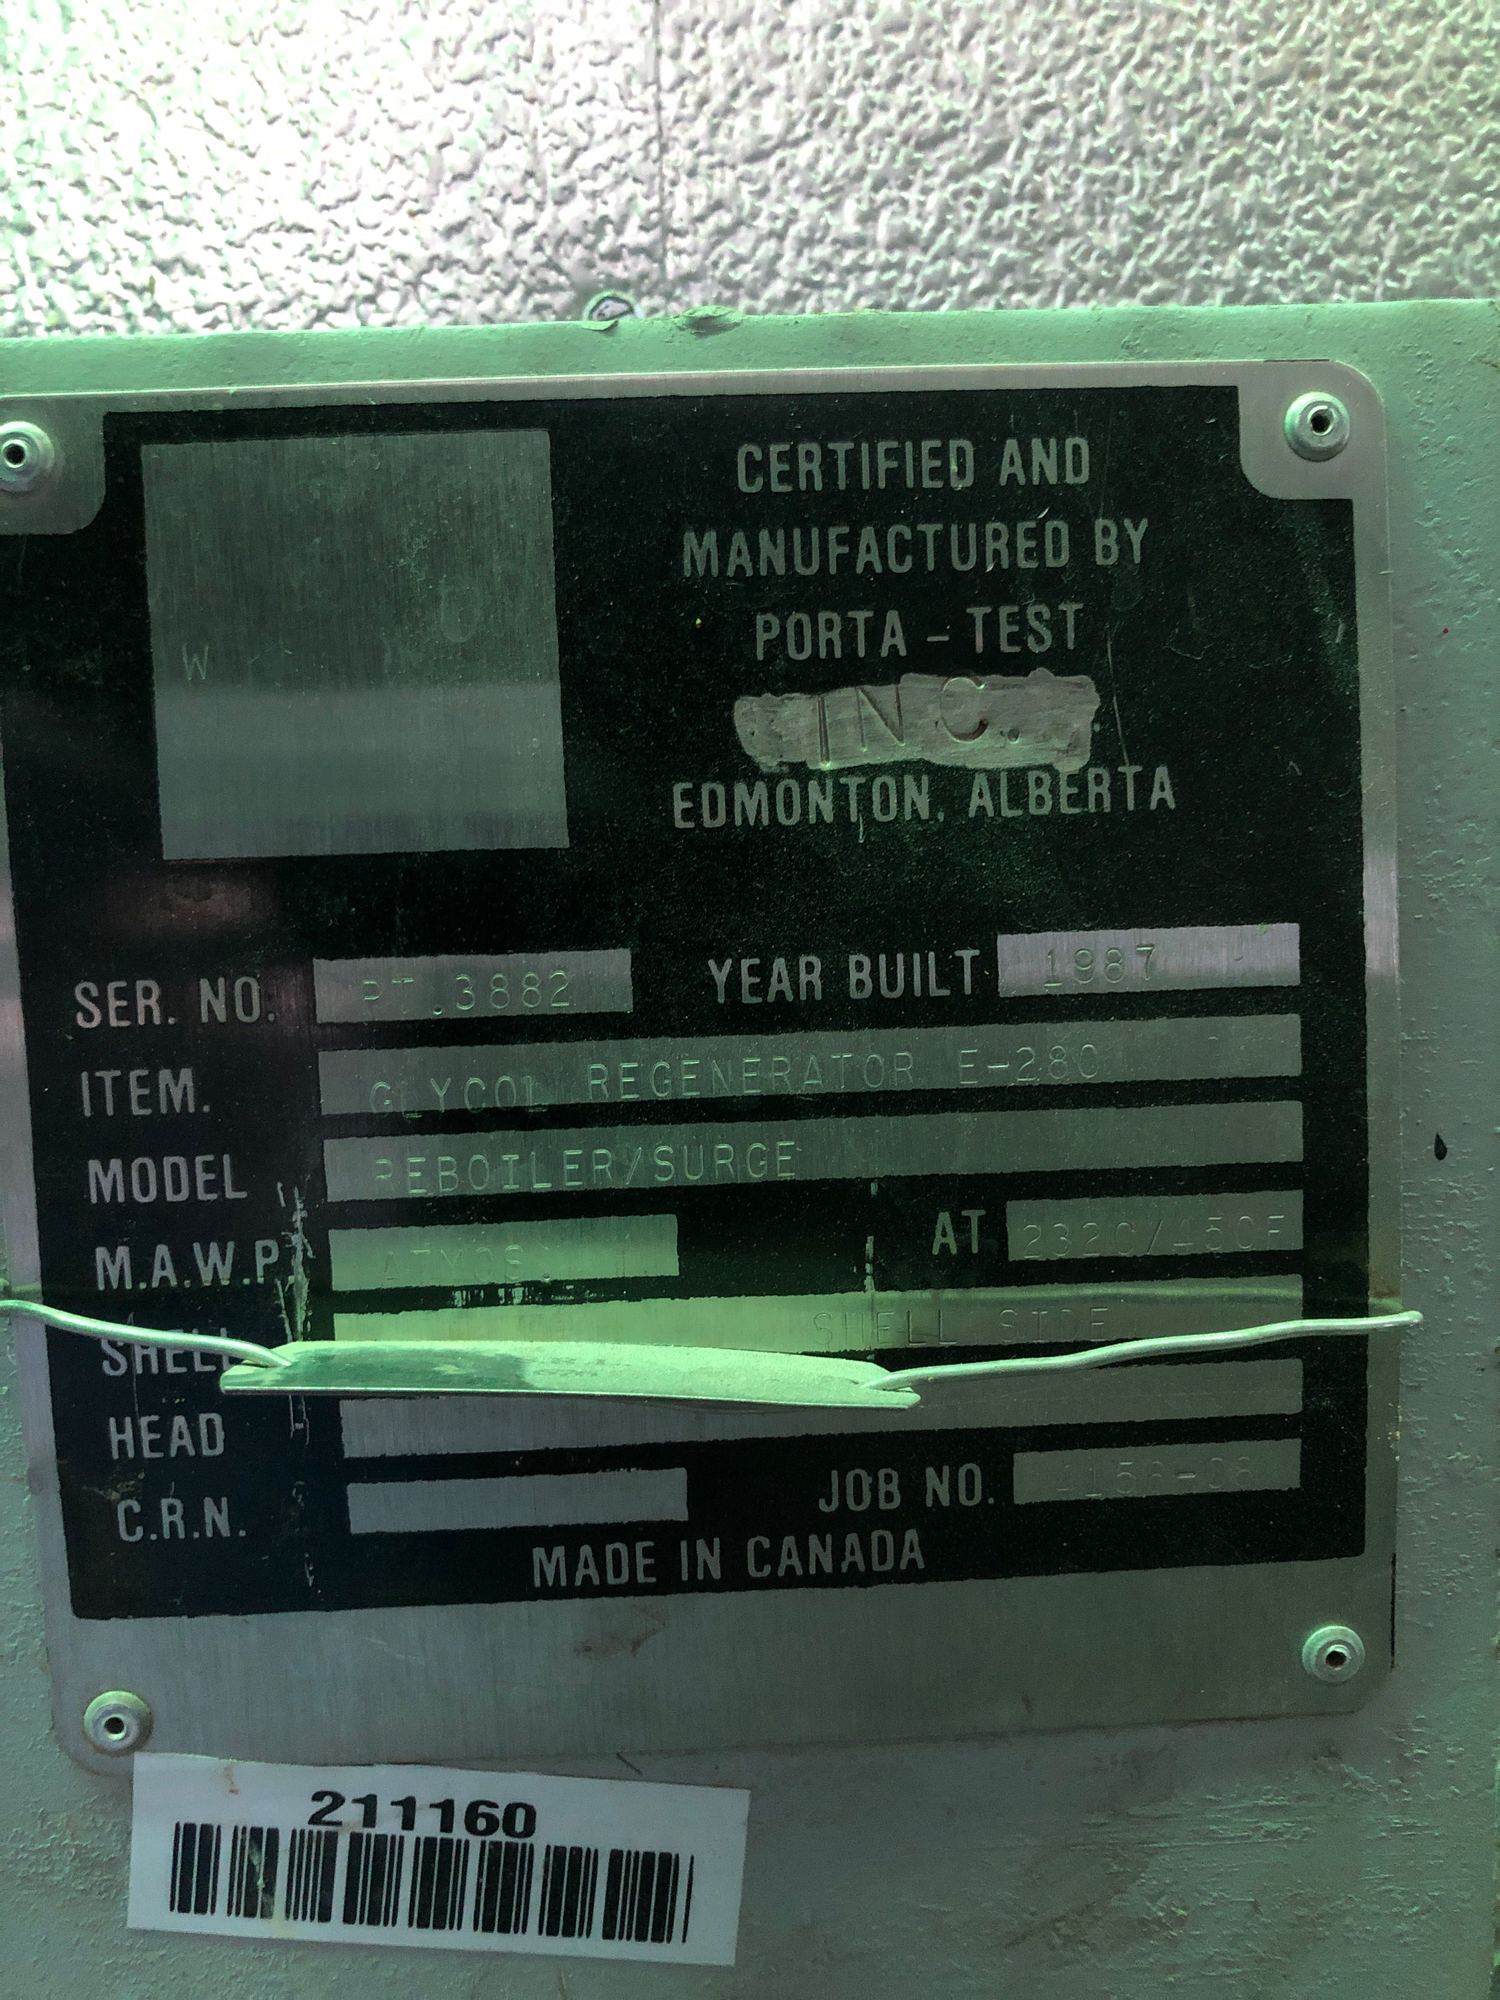 CERTIFIED AND
MANUFACTURED BY
PORTA - TEST
INC.
EDMONTON, ALBERTA
W
SER. NO. PT.3882 YEAR BUILT 1987
ITEM. GLYCOL REGENERATOR E-280
MODEL REBOILER/SURGE
M.A.W.P. ATMOS. AT 232C/450F
SHELL SHELL SIDE
HEAD
C.R.N. JOB NO.
MADE IN CANADA
211160